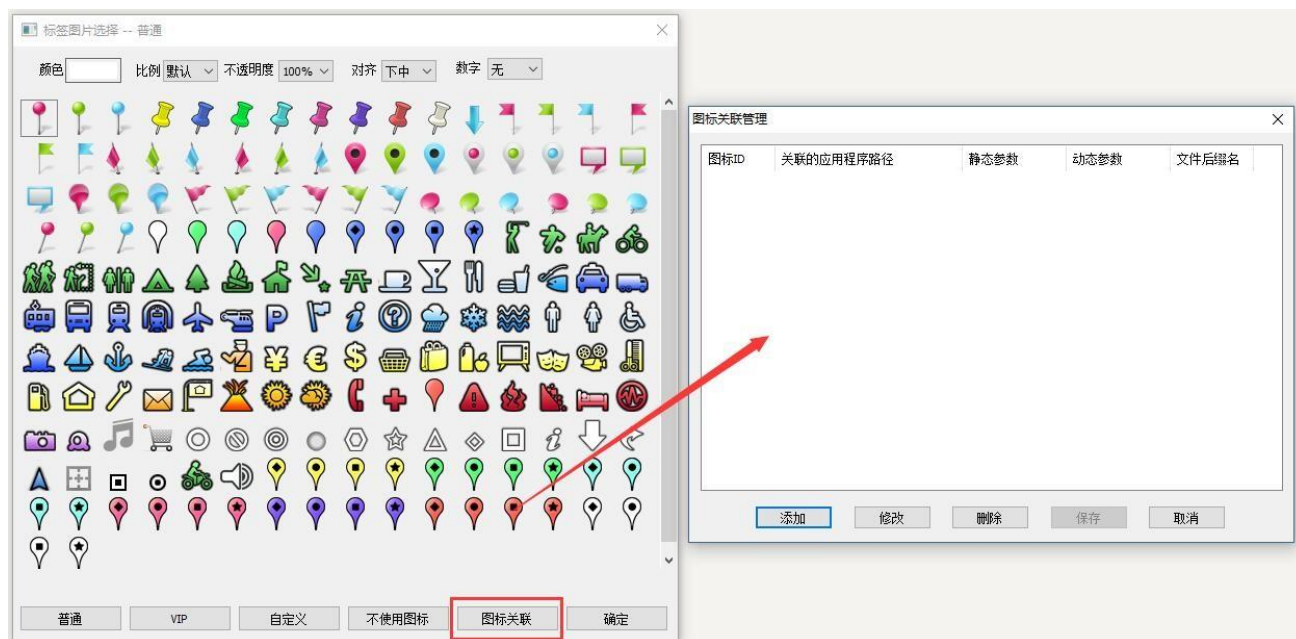 标签图片选择 -- 普通
颜色 比例 默认 不透明度 100% 对齐 下中 数字 无
普通 VIP 自定义 不使用图标 图标关联 确定
图标关联管理
图标ID 关联的应用程序路径 静态参数 动态参数 文件后缀名
添加 修改 删除 保存 取消